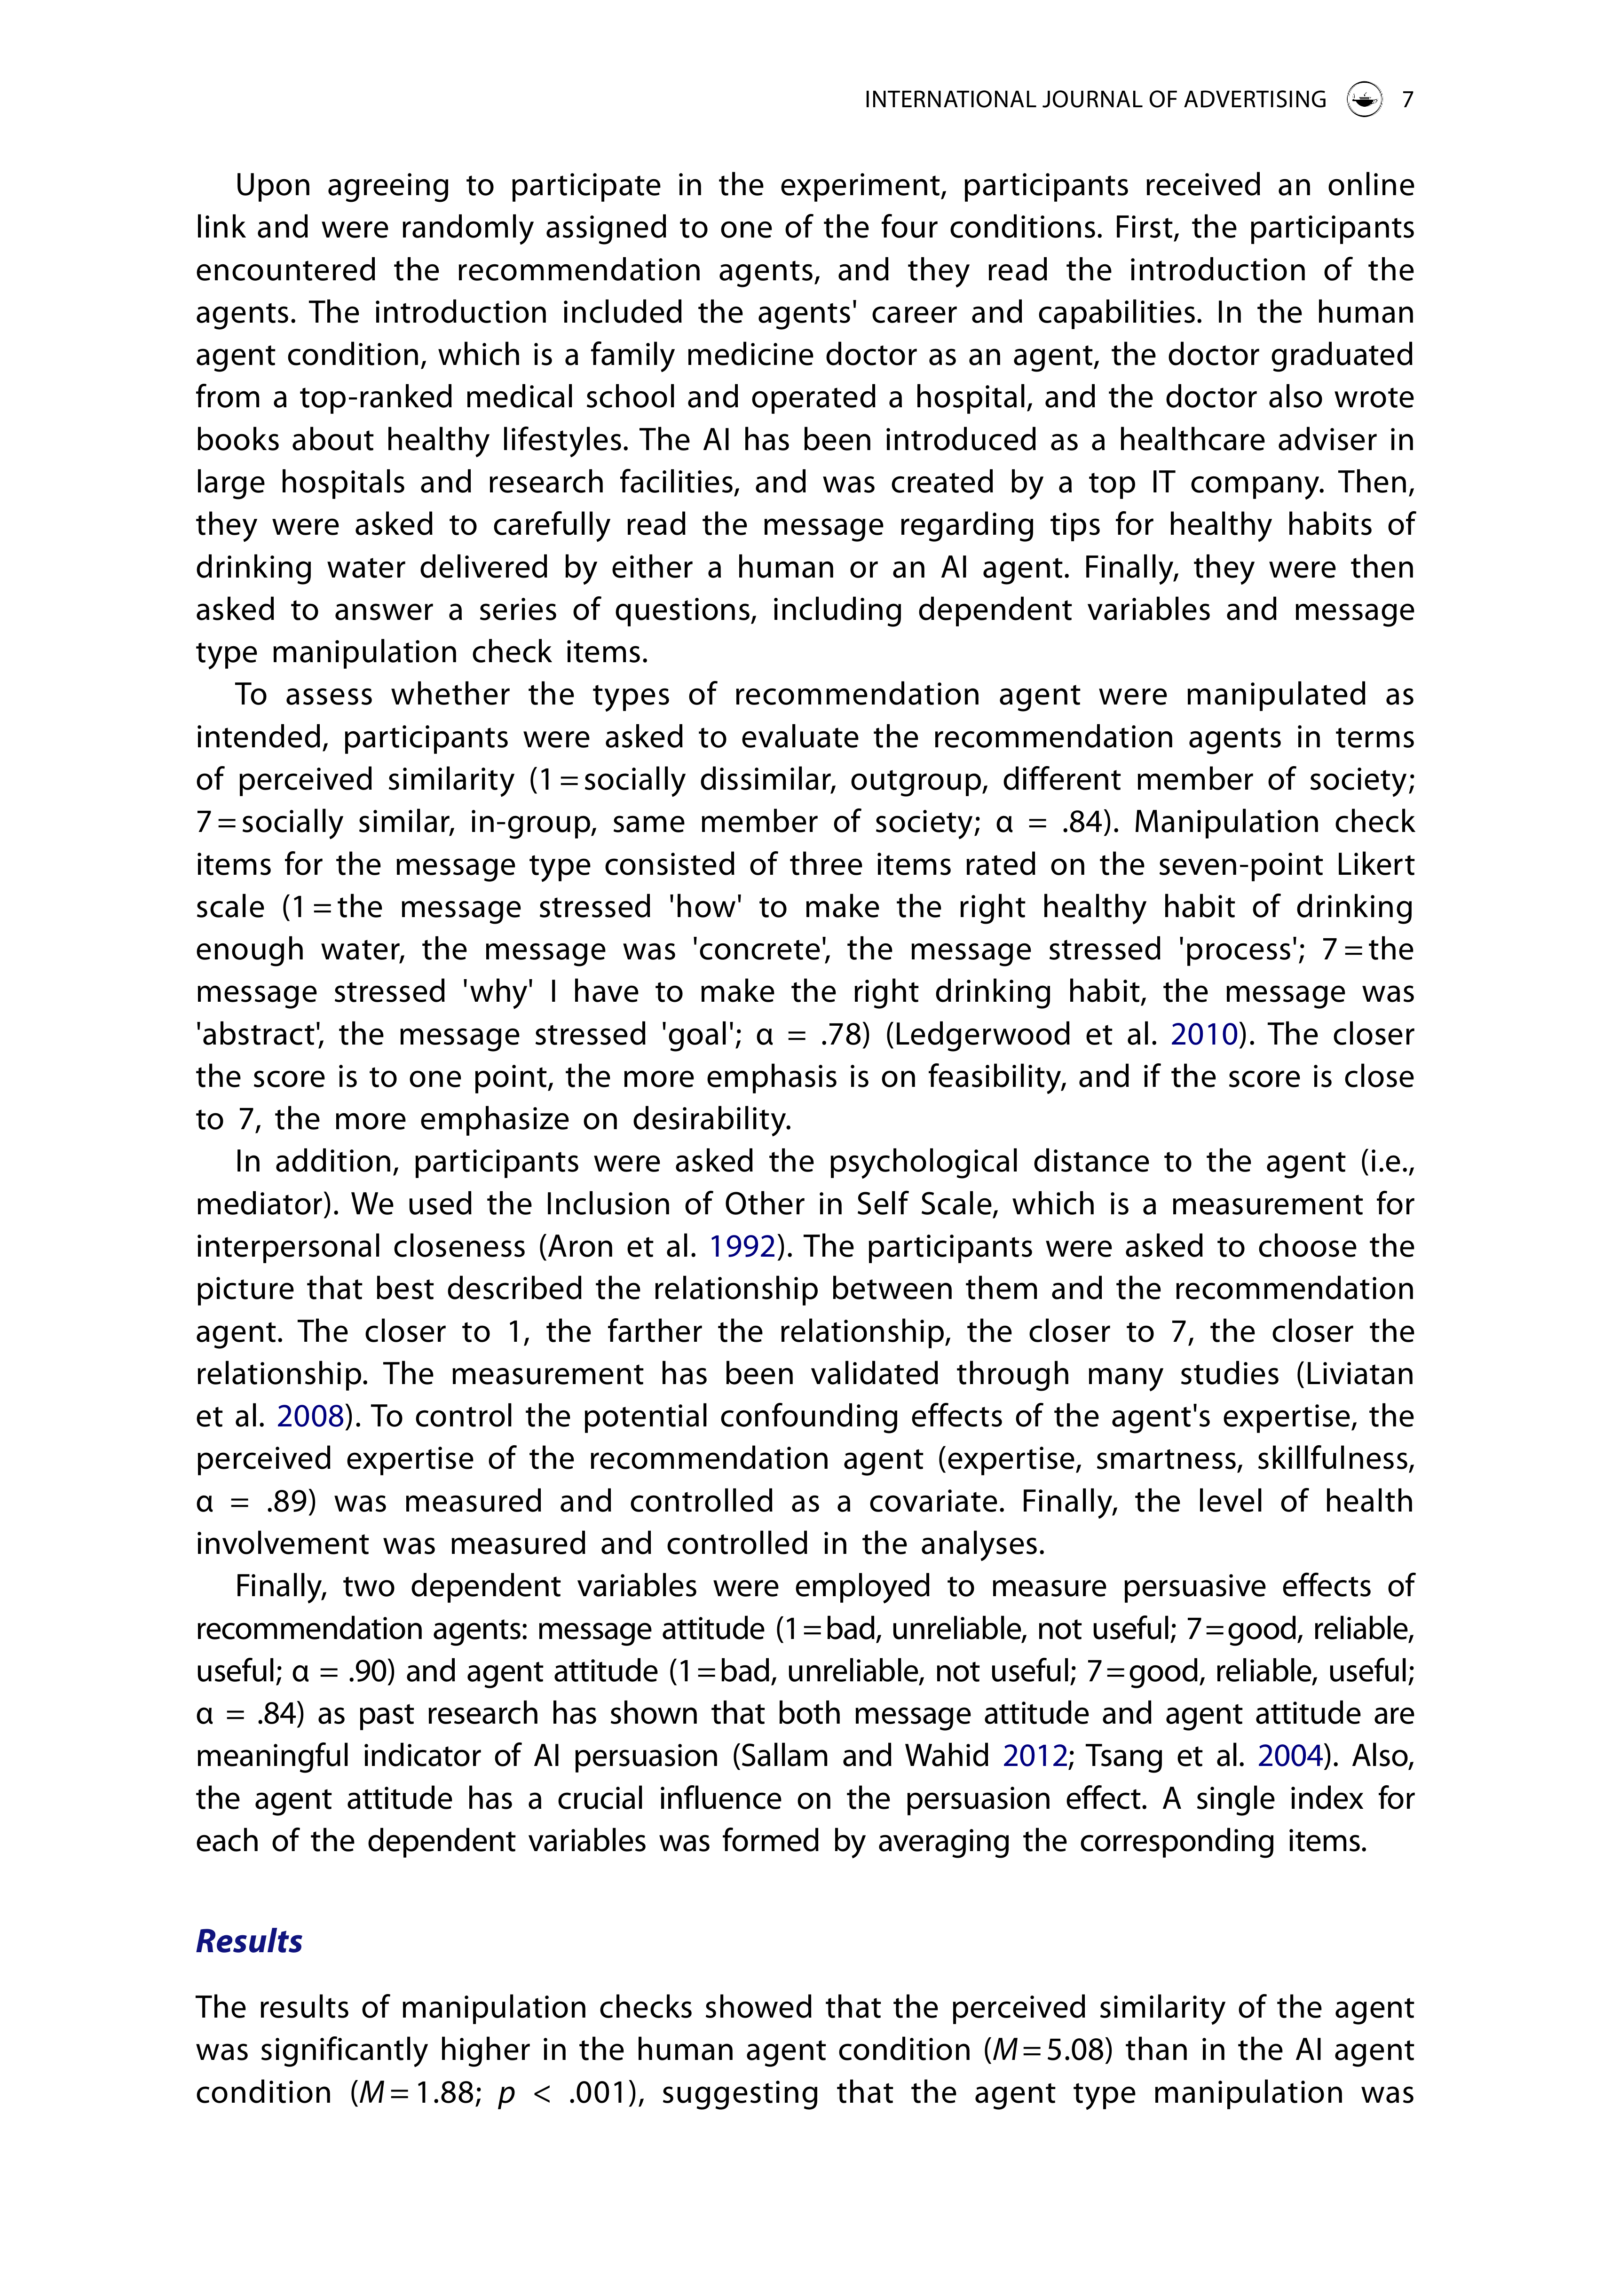 INTERNATIONAL JOURNAL OF ADVERTISING 7
Upon agreeing to participate in the experiment, participants received an online
link and were randomly assigned to one of the four conditions. First, the participants
encountered the recommendation agents, and they read the introduction of the
agents. The introduction included the agents' career and capabilities. In the human
agent condition, which is a family medicine doctor as an agent, the doctor graduated
from a top-ranked medical school and operated a hospital, and the doctor also wrote
books about healthy lifestyles. The AI has been introduced as a healthcare adviser in
large hospitals and research facilities, and was created by a top IT company. Then,
they were asked to carefully read the message regarding tips for healthy habits of
drinking water delivered by either a human or an AI agent. Finally, they were then
asked to answer a series of questions, including dependent variables and message
type manipulation check items.
To assess whether the types of recommendation agent were manipulated as
intended, participants were asked to evaluate the recommendation agents in terms
of perceived similarity (1 = socially dissimilar, outgroup, different member of society;
7 = socially similar, in-group, same member of society; α = .84). Manipulation check
items for the message type consisted of three items rated on the seven-point Likert
scale (1 = the message stressed 'how' to make the right healthy habit of drinking
enough water, the message was 'concrete', the message stressed 'process'; 7 = the
message stressed 'why' I have to make the right drinking habit, the message was
'abstract', the message stressed 'goal'; α = .78) (Ledgerwood et al. 2010). The closer
the score is to one point, the more emphasis is on feasibility, and if the score is close
to 7, the more emphasize on desirability.
In addition, participants were asked the psychological distance to the agent (i.e.,
mediator). We used the Inclusion of Other in Self Scale, which is a measurement for
interpersonal closeness (Aron et al. 1992). The participants were asked to choose the
picture that best described the relationship between them and the recommendation
agent. The closer to 1, the farther the relationship, the closer to 7, the closer the
relationship. The measurement has been validated through many studies (Liviatan
et al. 2008). To control the potential confounding effects of the agent's expertise, the
perceived expertise of the recommendation agent (expertise, smartness, skillfulness,
α = .89) was measured and controlled as a covariate. Finally, the level of health
involvement was measured and controlled in the analyses.
Finally, two dependent variables were employed to measure persuasive effects of
recommendation agents: message attitude (1 = bad, unreliable, not useful; 7 = good, reliable,
useful; α = .90) and agent attitude (1 = bad, unreliable, not useful; 7 = good, reliable, useful;
α = .84) as past research has shown that both message attitude and agent attitude are
meaningful indicator of AI persuasion (Sallam and Wahid 2012; Tsang et al. 2004). Also,
the agent attitude has a crucial influence on the persuasion effect. A single index for
each of the dependent variables was formed by averaging the corresponding items.
Results
The results of manipulation checks showed that the perceived similarity of the agent
was significantly higher in the human agent condition (M = 5.08) than in the AI agent
condition (M = 1.88; p < .001), suggesting that the agent type manipulation was